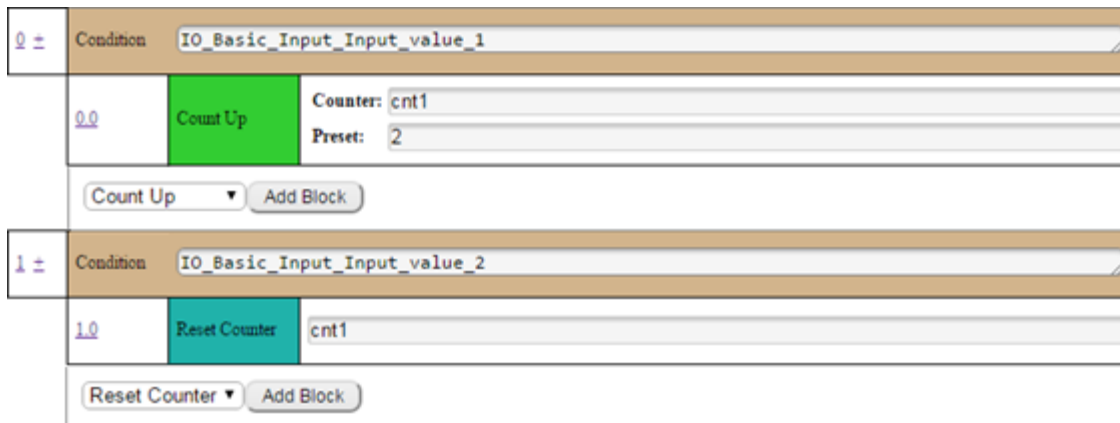 0 ± Condition IO_Basic_Input_Input_value_1
0.0 Count Up Counter: cnt1
Preset: 2
Count Up ▼ Add Block
1 ± Condition IO_Basic_Input_Input_value_2
1.0 Reset Counter cnt1
Reset Counter ▼ Add Block